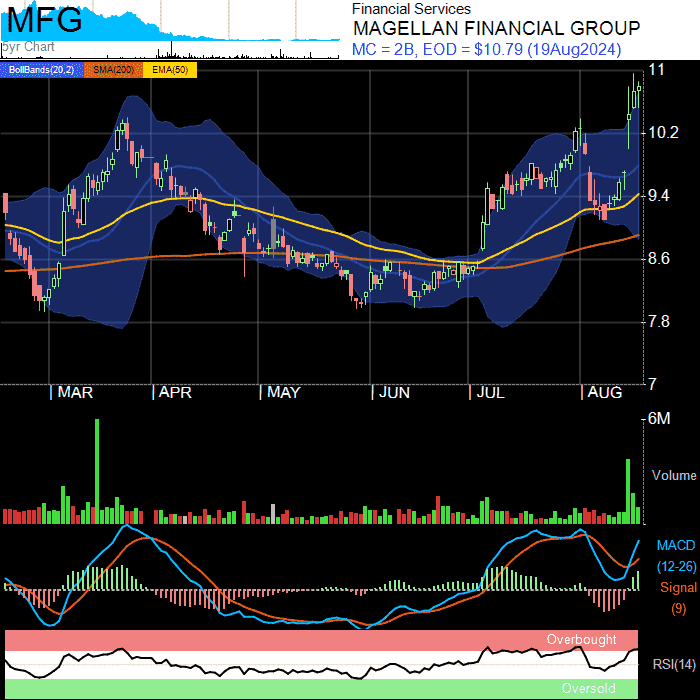 MFG
5yr Chart
Financial Services
MAGELLAN FINANCIAL GROUP
MC = 2B, EOD = $10.79 (19Aug2024)
BollBands(20,2) SMA(200) EMA(50)
11
10.2
9.4
8.6
7.8
7
MAR APR MAY JUN JUL AUG
6M
Volume
MACD
(12-26)
Signal
(9)
Overbought
RSI(14)
Oversold